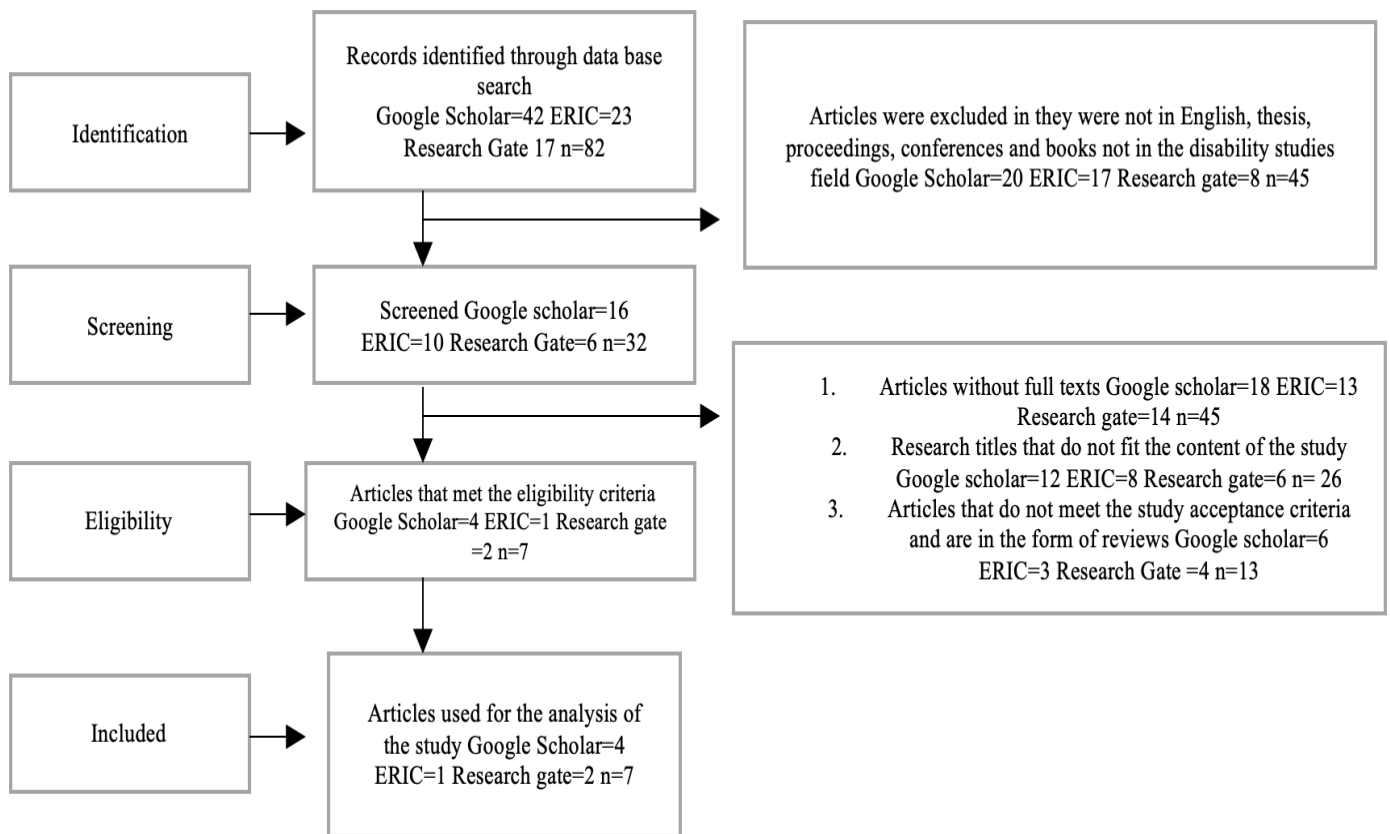 Identification
Records identified through data base
search
Google Scholar=42 ERIC=23
Research Gate 17 n=82
Articles were excluded in they were not in English, thesis,
proceedings, conferences and books not in the disability studies
field Google Scholar=20 ERIC=17 Research gate=8 n=45
Screening
Screened Google scholar=16
ERIC=10 Research Gate=6 n=32
1. Articles without full texts Google scholar=18 ERIC=13
Research gate=14 n=45
2. Research titles that do not fit the content of the study
Google scholar=12 ERIC=8 Research gate=6 n= 26
3. Articles that do not meet the study acceptance criteria
and are in the form of reviews Google scholar=6
ERIC=3 Research Gate =4 n=13
Eligibility
Articles that met the eligibility criteria
Google Scholar=4 ERIC=1 Research gate
=2 n=7
Included
Articles used for the analysis of
the study Google Scholar=4
ERIC=1 Research gate=2 n=7